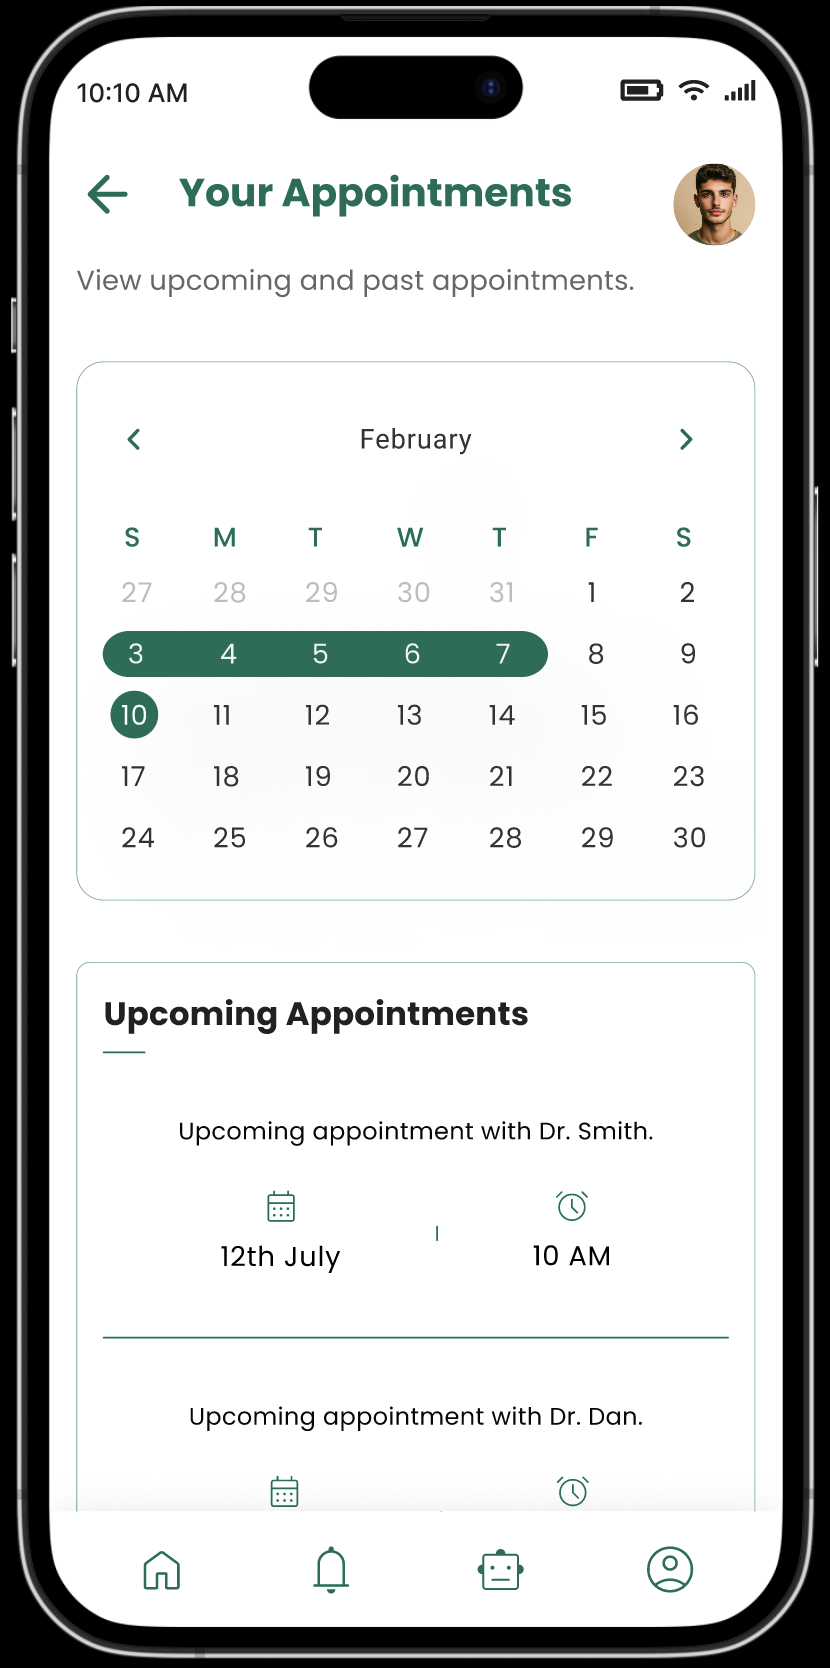 10:10 AM
Your Appointments
View upcoming and past appointments.
February
S M T W T F S
27 28 29 30 31 1 2
3 4 5 6 7 8 9
10 11 12 13 14 15 16
17 18 19 20 21 22 23
24 25 26 27 28 29 30
Upcoming Appointments
Upcoming appointment with Dr. Smith.
12th July 10 AM
Upcoming appointment with Dr. Dan.